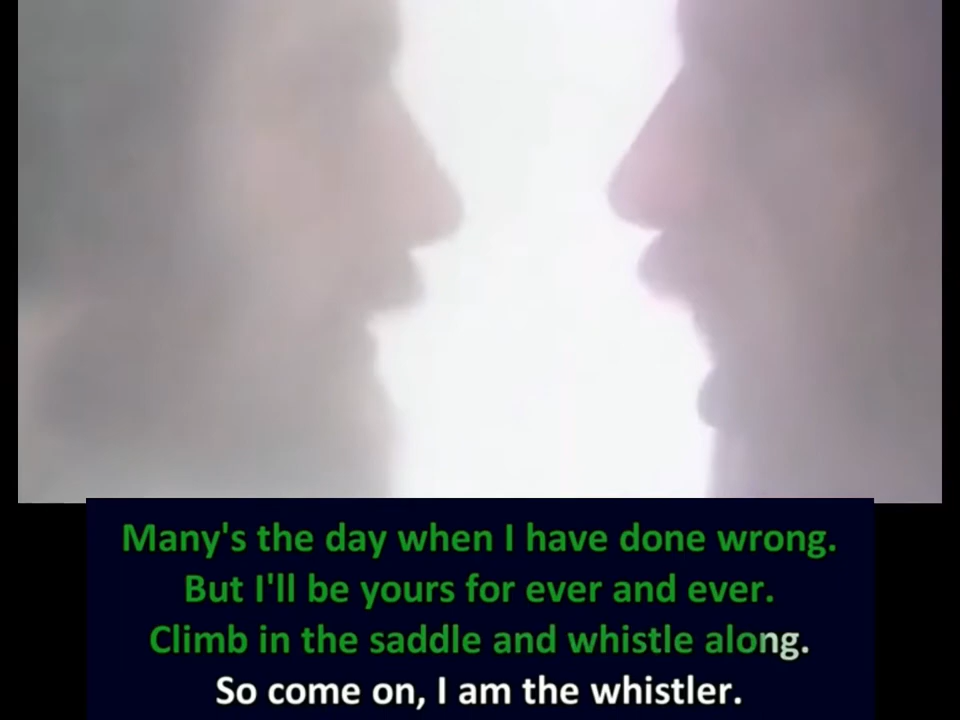 Many's the day when I have done wrong.
But I'll be yours for ever and ever.
Climb in the saddle and whistle along.
So come on, I am the whistler.